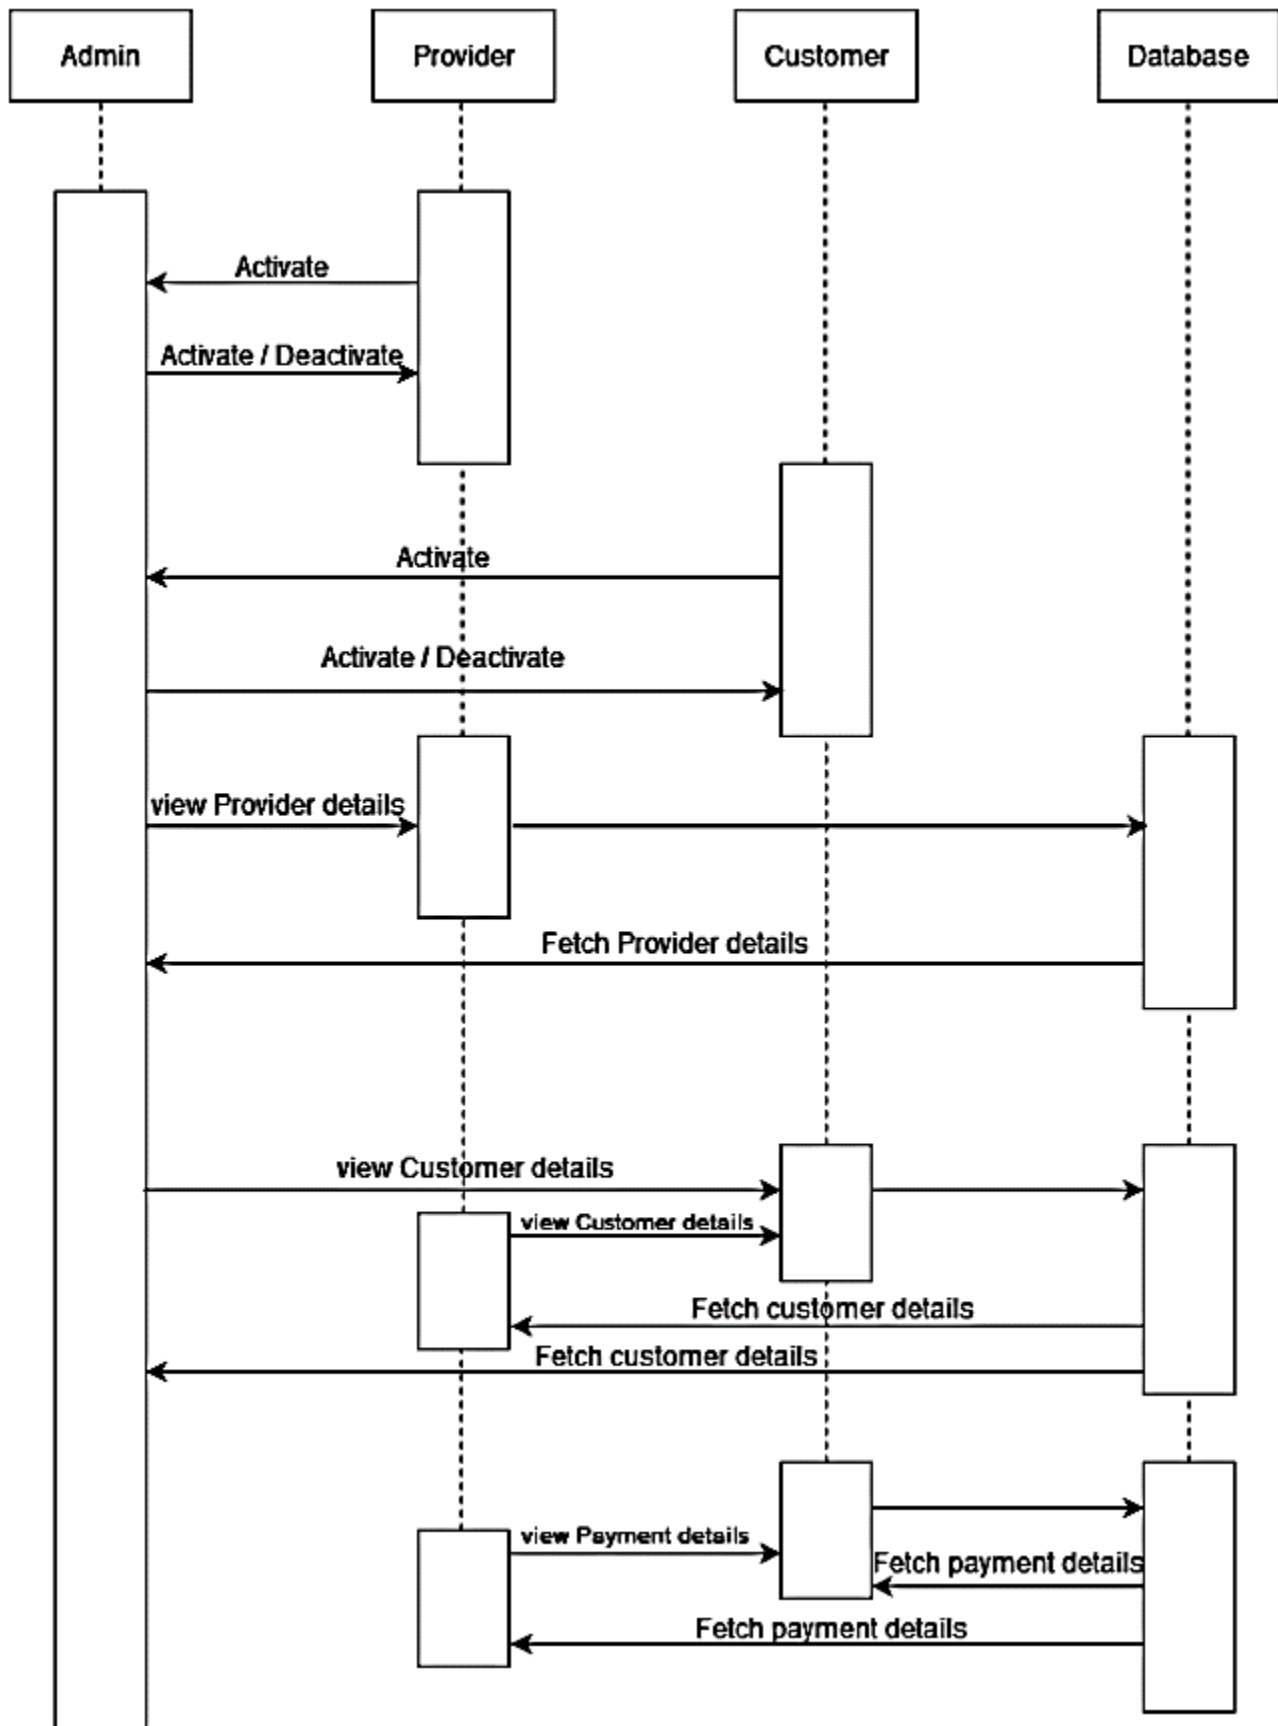 Admin
Provider
Customer
Database
Activate
Activate / Deactivate
Activate
Activate / Deactivate
view Provider details
Fetch Provider details
view Customer details
view Customer details
Fetch customer details
Fetch customer details
view Payment details
Fetch payment details
Fetch payment details